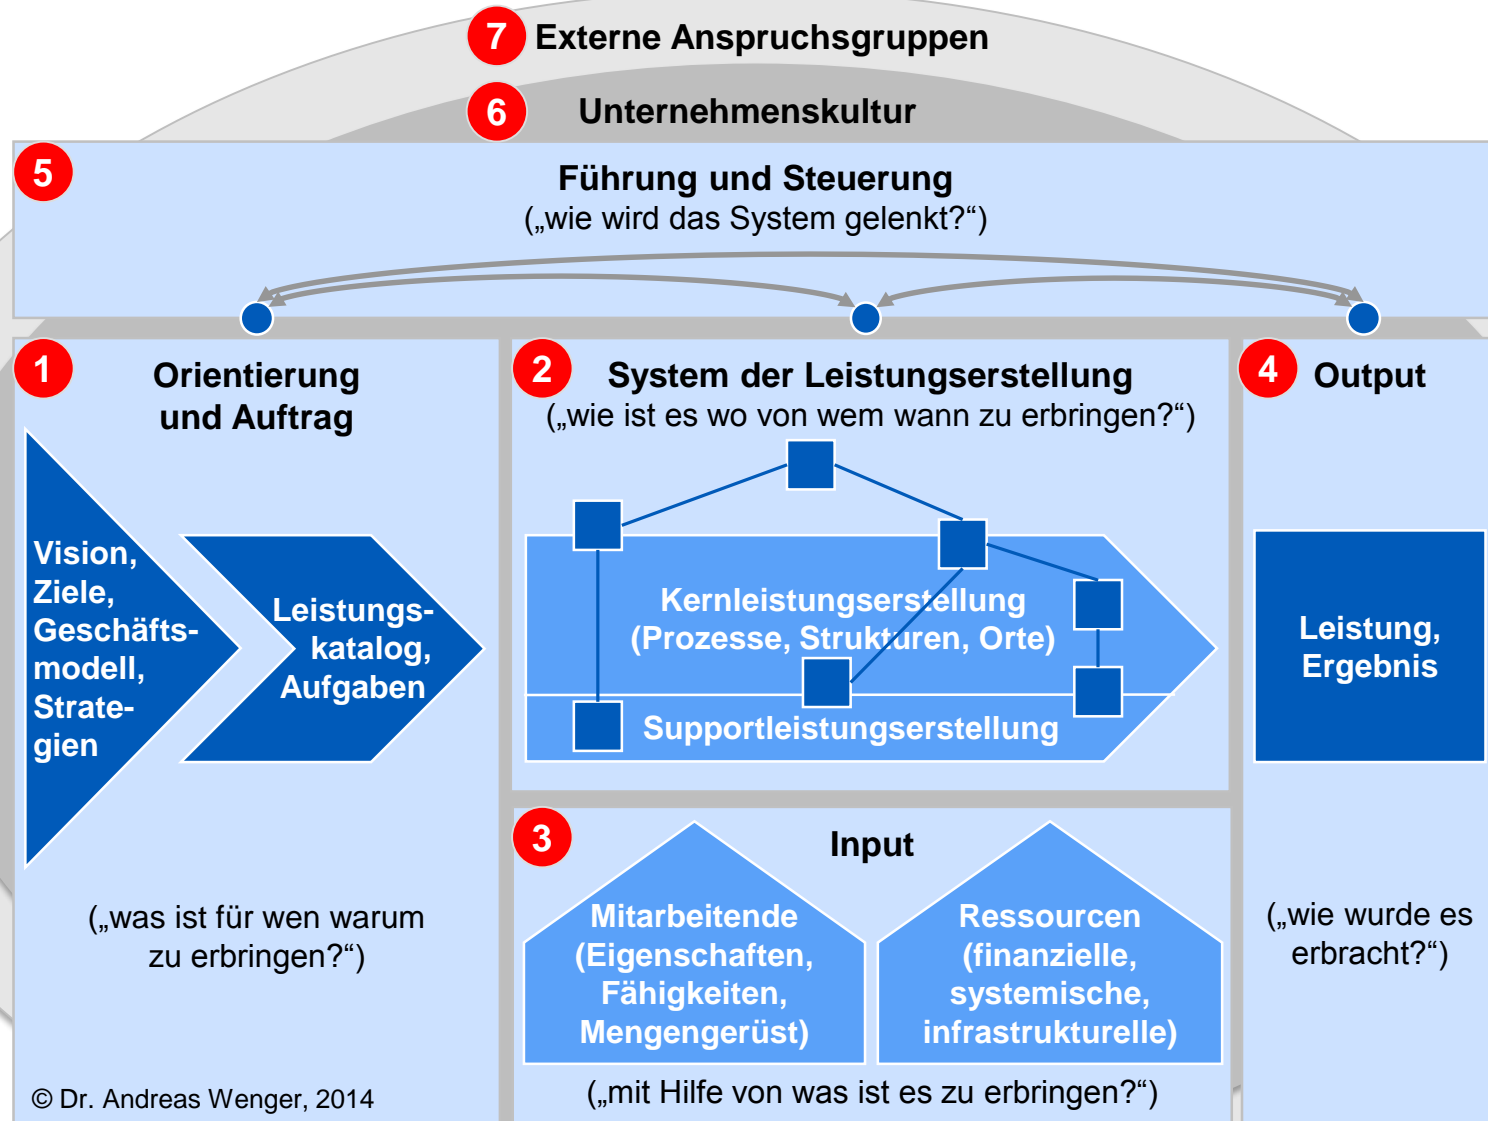 7 Externe Anspruchsgruppen
6 Unternehmenskultur
5
Führung und Steuerung
(„wie wird das System gelenkt?“)
1
Orientierung
und Auftrag
Vision,
Ziele,
Geschäfts-
modell,
Strate-
gien
Leistungs-
katalog,
Aufgaben
(„was ist für wen warum
zu erbringen?“)
© Dr. Andreas Wenger, 2014
2 System der Leistungserstellung
(„wie ist es wo von wem wann zu erbringen?“)
Kernleistungserstellung
(Prozesse, Strukturen, Orte)
Supportleistungserstellung
3
Input
Mitarbeitende
(Eigenschaften,
Fähigkeiten,
Mengengerüst)
Ressourcen
(finanzielle,
systemische,
infrastrukturelle)
(„mit Hilfe von was ist es zu erbringen?“)
4 Output
Leistung,
Ergebnis
(„wie wurde es
erbracht?“)